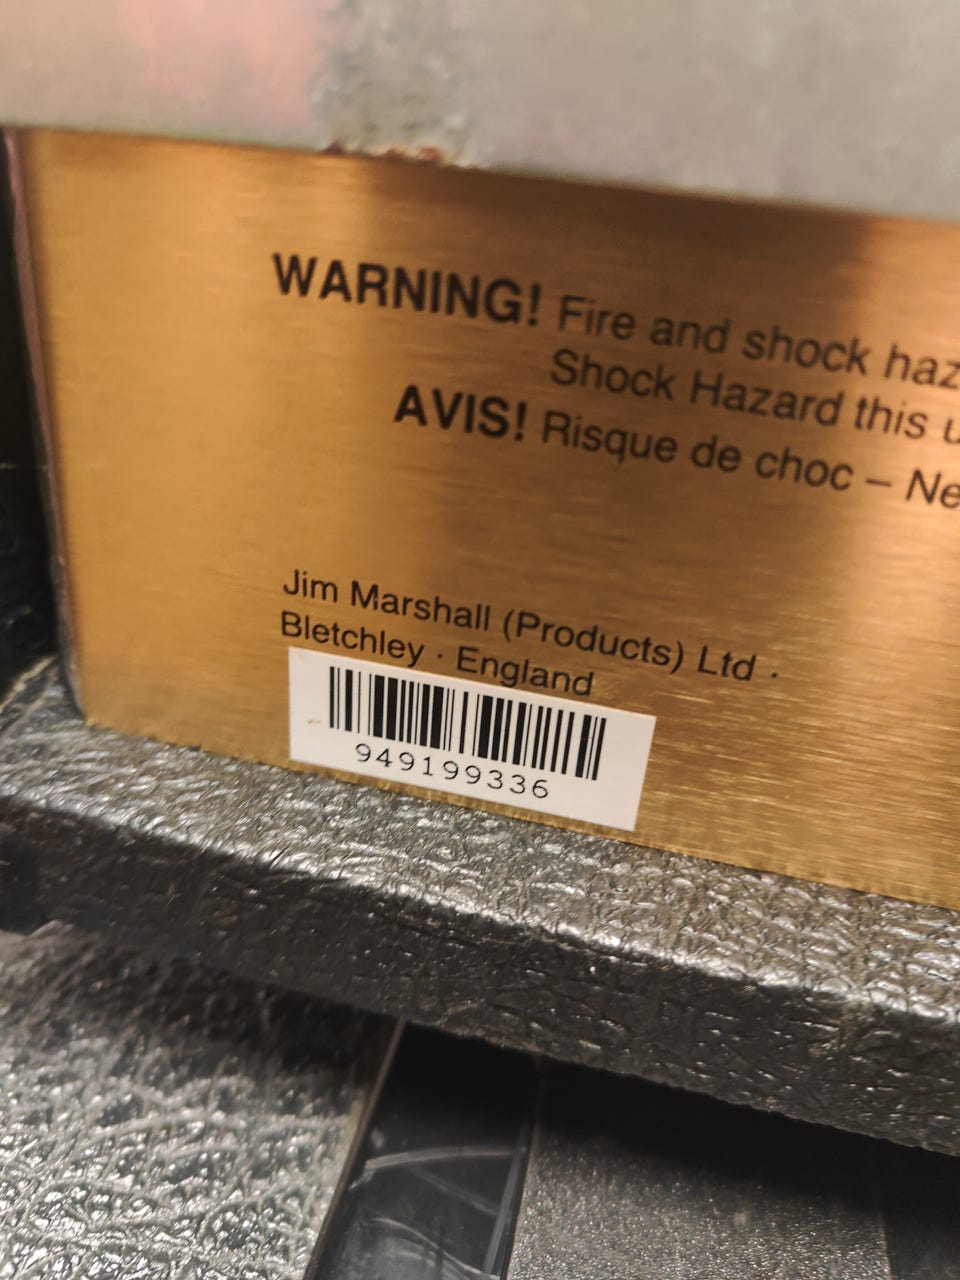 WARNING! Fire and shock haz
Shock Hazard this u
AVIS! Risque de choc – Ne
Jim Marshall (Products) Ltd ·
Bletchley · England
949199336